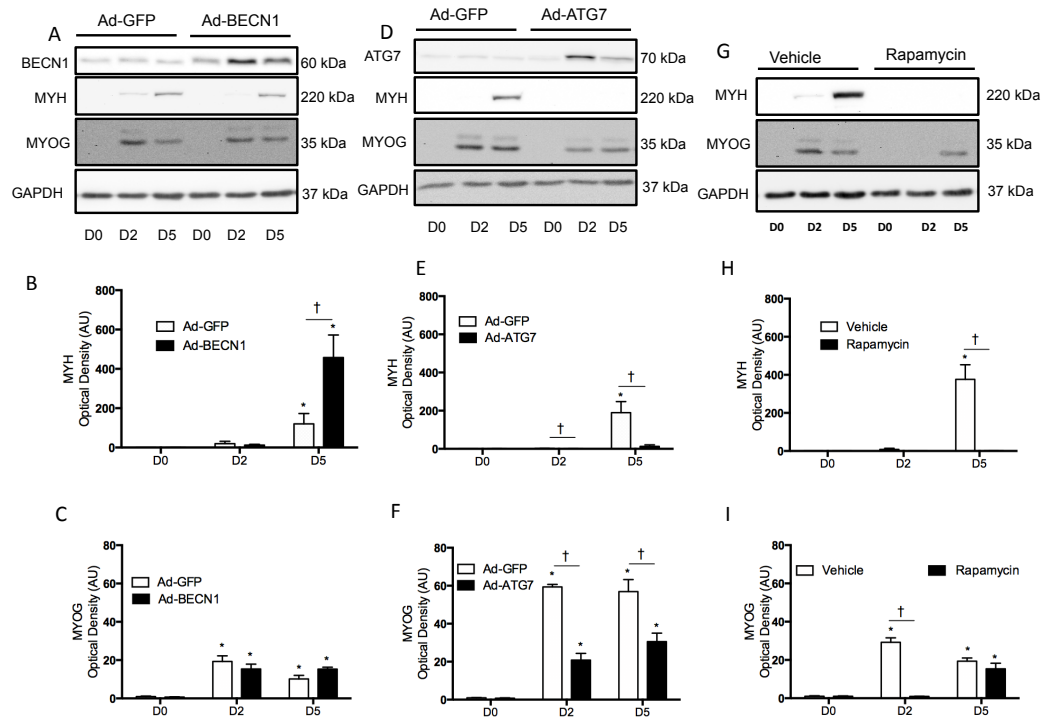 A
Ad-GFP Ad-BECN1
BECN1 60 kDa
MYH 220 kDa
MYOG 35 kDa
GAPDH 37 kDa
D0 D2 D5 D0 D2 D5
D
Ad-GFP Ad-ATG7
ATG7 70 kDa
MYH 220 kDa
MYOG 35 kDa
GAPDH 37 kDa
D0 D2 D5 D0 D2 D5
G
Vehicle Rapamycin
MYH 220 kDa
MYOG 35 kDa
GAPDH 37 kDa
D0 D2 D5 D0 D2 D5
B
MYH
Optical Density (AU)
800
600
400
200
0
Ad-GFP
Ad-BECN1
†
* *
D0 D2 D5
E
MYH
Optical Density (AU)
800
600
400
200
0
Ad-GFP
Ad-ATG7
† †
*
D0 D2 D5
H
MYH
Optical Density (AU)
800
600
400
200
0
Vehicle
Rapamycin
†
*
D0 D2 D5
C
MYOG
Optical Density (AU)
80
60
40
20
0
Ad-GFP
Ad-BECN1
* * * *
D0 D2 D5
F
MYOG
Optical Density (AU)
80
60
40
20
0
Ad-GFP
Ad-ATG7
† †
* * * *
D0 D2 D5
I
MYOG
Optical Density (AU)
80
60
40
20
0
Vehicle Rapamycin
†
* * *
D0 D2 D5